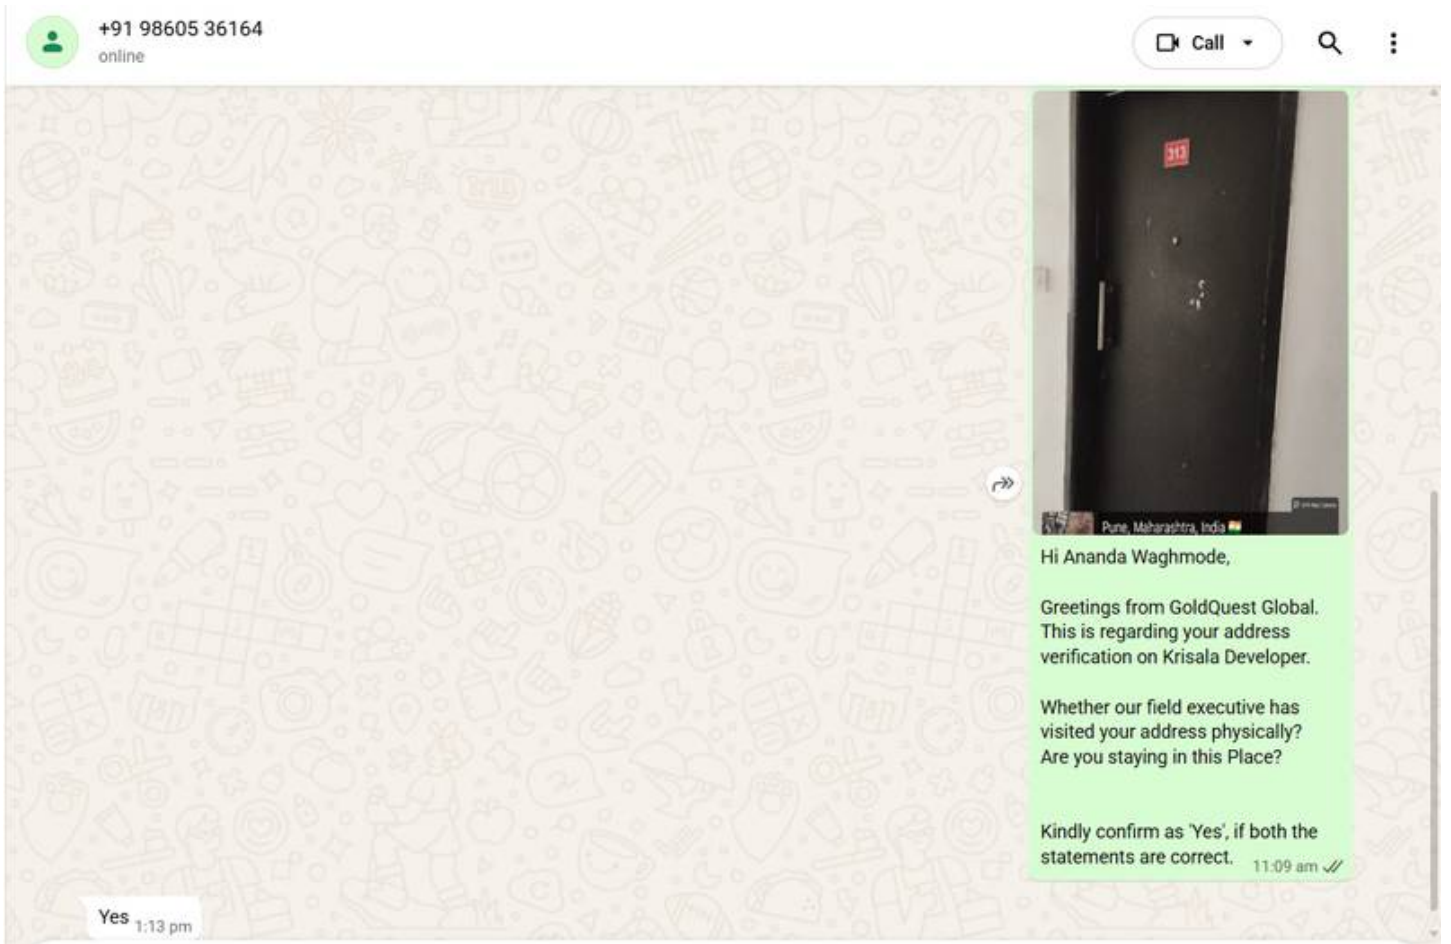 +91 98605 36164
online
Call
313
Pune, Maharashtra, India
Hi Ananda Waghmode,
Greetings from GoldQuest Global.
This is regarding your address
verification on Krisala Developer.
Whether our field executive has
visited your address physically?
Are you staying in this Place?
Kindly confirm as 'Yes', if both the
statements are correct.
11:09 am
Yes
1:13 pm